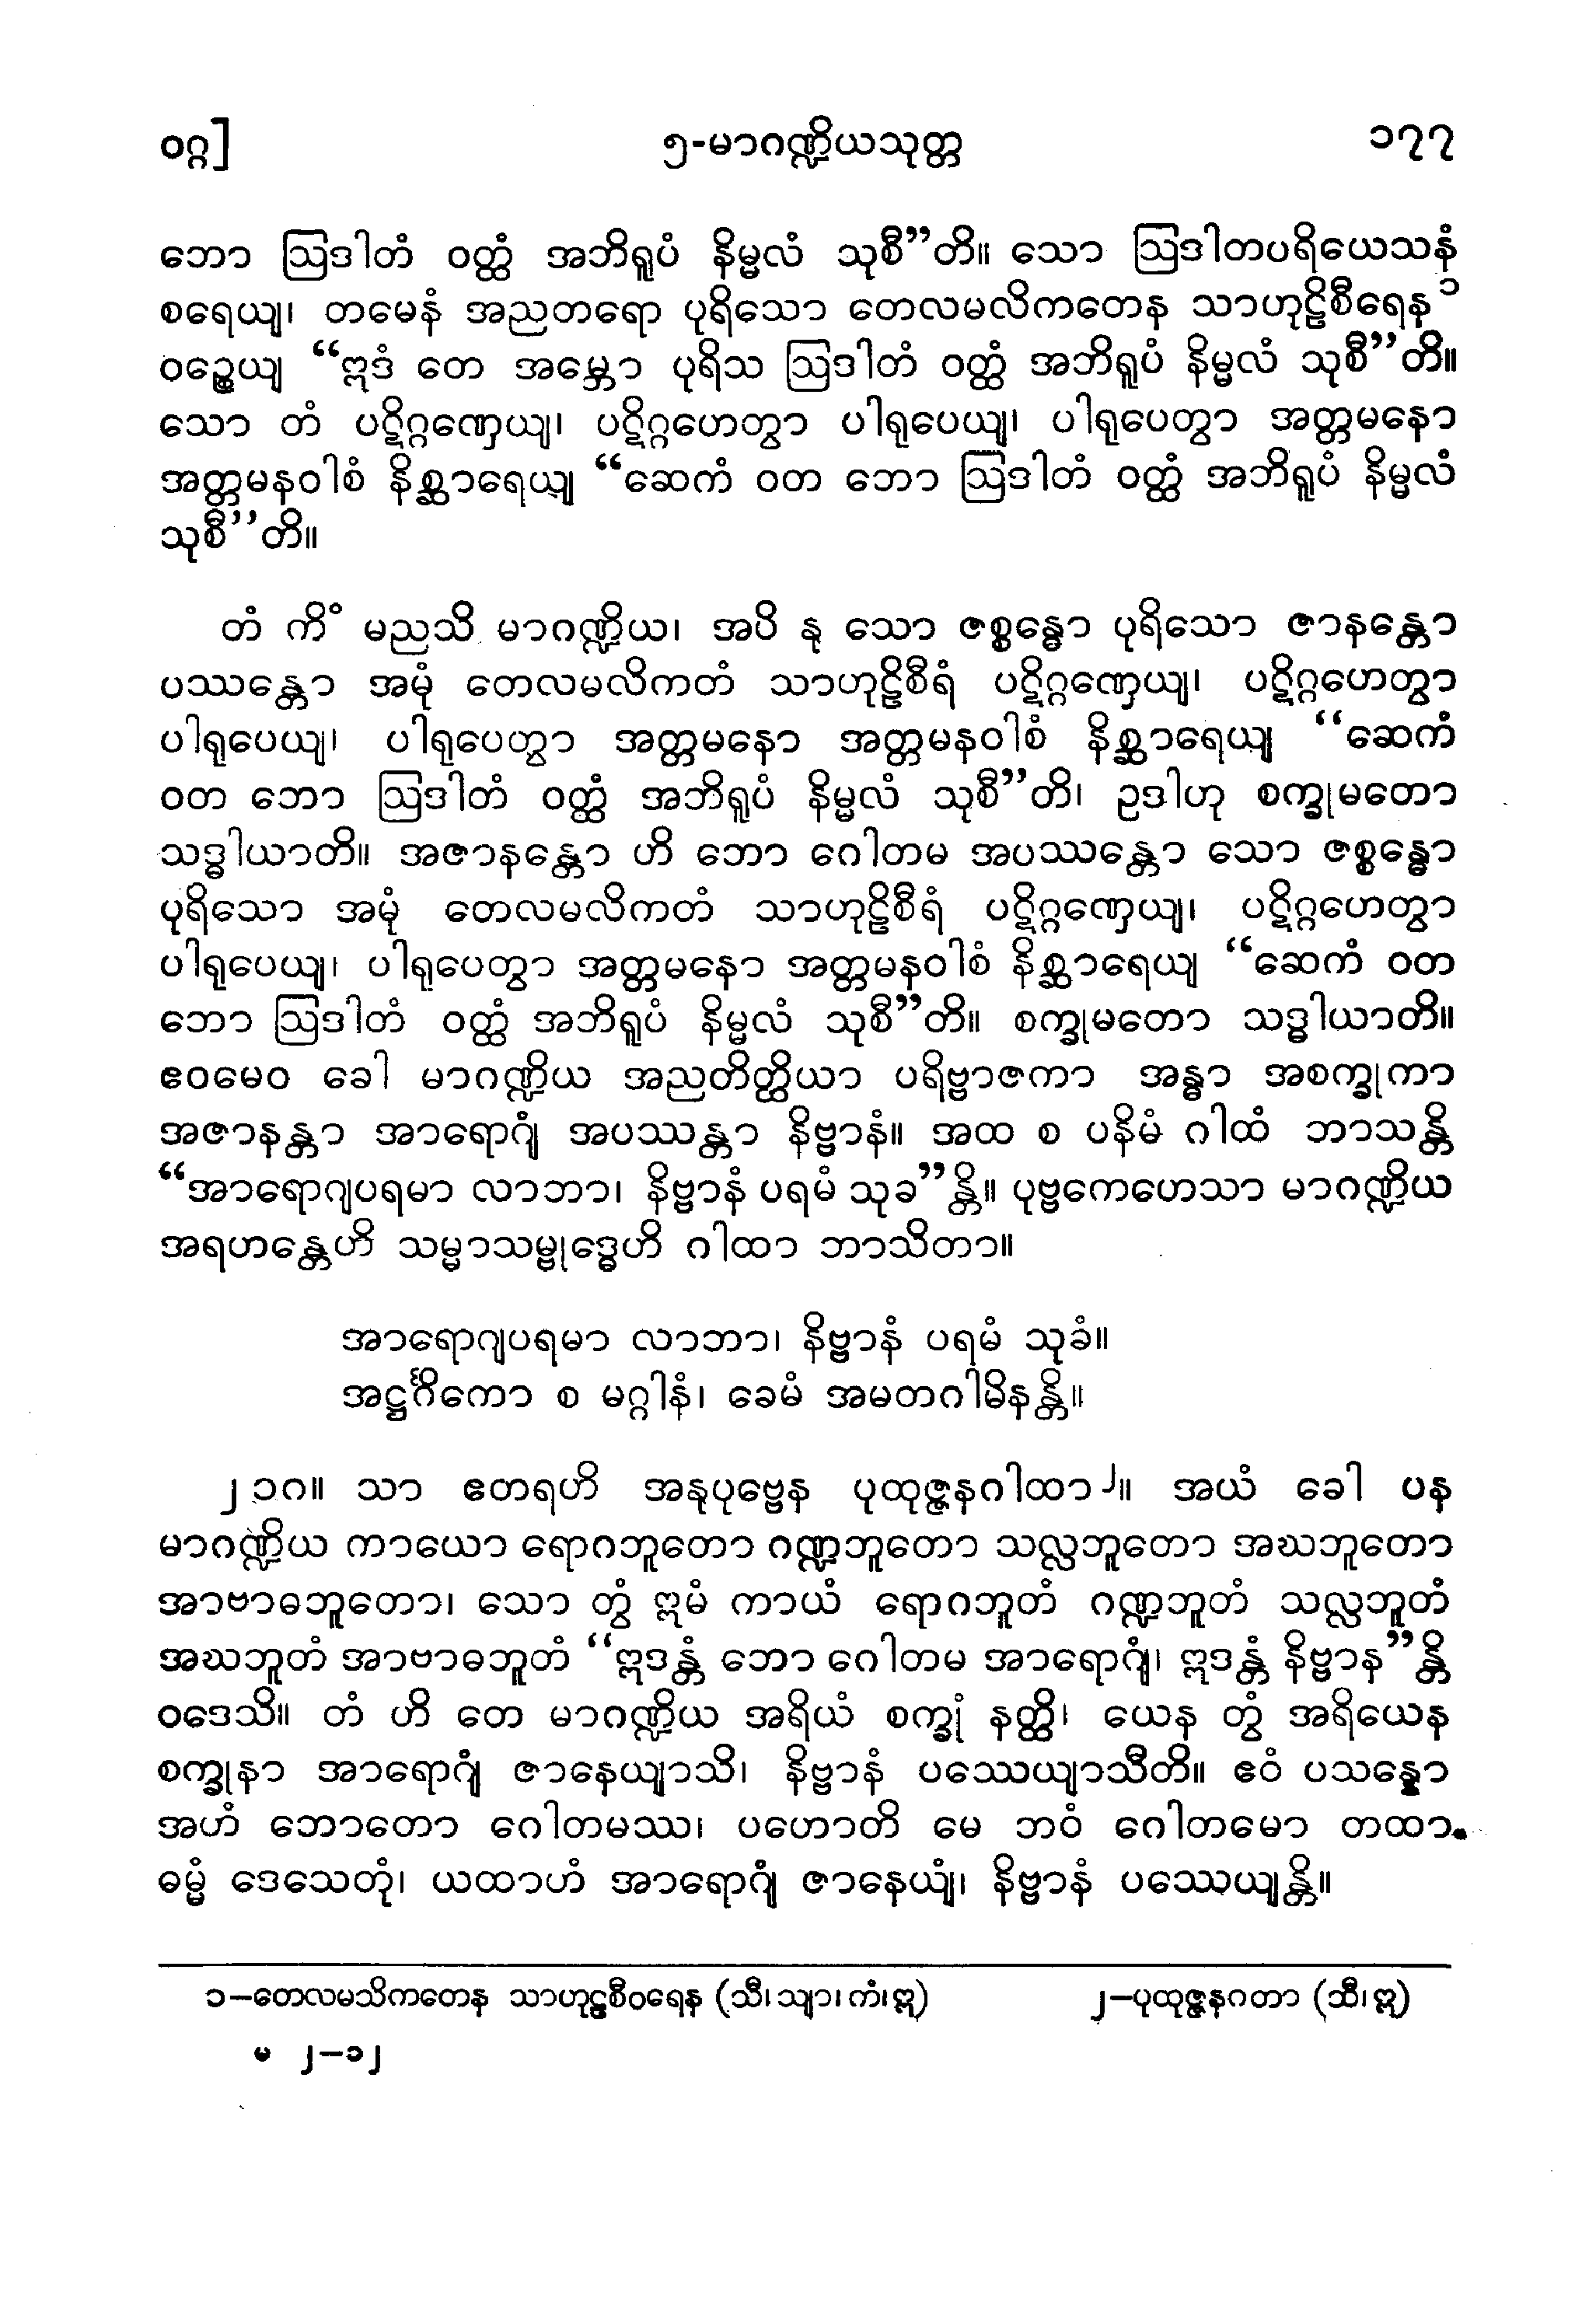 ဝဂ္ဂ]
၅-မာဂဏ္ဍိယသုတ္တ
၁၇၇
ဘော ဩဒါတံ ဝတ္ထံ အဘိရူပံ နိမ္မလံ သုစီ”တိ။ သော ဩဒါတပရိယေသနံ
စရေယျ၊ တမေနံ အညတရော ပုရိသော တေလမလိကတေန သာဟုဠိစီရေန ၁
ဝဉ္စေယျ “ဣဒံ တေ အမ္ဘော ပုရိသ ဩဒါတံ ဝတ္ထံ အဘိရူပံ နိမ္မလံ သုစီ”တိ။
သော တံ ပဋိဂ္ဂဏှေယျ၊ ပဋိဂ္ဂဟေတွာ ပါရုပေယျ၊ ပါရုပေတွာ အတ္တမနော
အတ္တမနဝါစံ နိစ္ဆာရေယျ “ဆေကံ ဝတ ဘော ဩဒါတံ ဝတ္ထံ အဘိရူပံ နိမ္မလံ
သုစီ”တိ။
တံ ကိံ မညသိ မာဂဏ္ဍိယ၊ အပိ နု သော ဇစ္စန္ဓော ပုရိသော ဇာနန္တော
ပဿန္တော အမုံ တေလမလိကတံ သာဟုဠိစီရံ ပဋိဂ္ဂဏှေယျ၊ ပဋိဂ္ဂဟေတွာ
ပါရုပေယျ၊ ပါရုပေတွာ အတ္တမနော အတ္တမနဝါစံ နိစ္ဆာရေယျ “ဆေကံ
ဝတ ဘော ဩဒါတံ ဝတ္ထံ အဘိရူပံ နိမ္မလံ သုစီ”တိ၊ ဥဒါဟု စက္ခုမတော
သဒ္ဓါယာတိ။ အဇာနန္တော ဟိ ဘော ဂေါတမ အပဿန္တော သော ဇစ္စန္ဓော
ပုရိသော အမုံ တေလမလိကတံ သာဟုဠိစီရံ ပဋိဂ္ဂဏှေယျ၊ ပဋိဂ္ဂဟေတွာ
ပါရုပေယျ၊ ပါရုပေတွာ အတ္တမနော အတ္တမနဝါစံ နိစ္ဆာရေယျ “ဆေကံ ဝတ
ဘော ဩဒါတံ ဝတ္ထံ အဘိရူပံ နိမ္မလံ သုစီ”တိ။ စက္ခုမတော သဒ္ဓါယာတိ။
ဧဝမေဝ ခေါ မာဂဏ္ဍိယ အညတိတ္ထိယာ ပရိဗ္ဗာဇကာ အန္ဓာ အစက္ခုကာ
အဇာနန္တာ အာရောဂျံ အပဿန္တာ နိဗ္ဗာနံ။ အထ စ ပနိမံ ဂါထံ ဘာသန္တိ
“အာရောဂျပရမာ လာဘာ၊ နိဗ္ဗာနံ ပရမံ သုခ”န္တိ။ ပုဗ္ဗကေဟေသာ မာဂဏ္ဍိယ
အရဟန္တေဟိ သမ္မာသမ္ဗုဒ္ဓေဟိ ဂါထာ ဘာသိတာ။
အာရောဂျပရမာ လာဘာ၊ နိဗ္ဗာနံ ပရမံ သုခံ။
အဋ္ဌင်္ဂိကော စ မဂ္ဂါနံ၊ ခေမံ အမတဂါမိနန္တိ။
၂၁၈။ သာ ဧတရဟိ အနုပုဗ္ဗေန ပုထုဇ္ဇနဂါထာ၂။ အယံ ခေါ ပန
မာဂဏ္ဍိယ ကာယော ရောဂဘူတော ဂဏ္ဍဘူတော သလ္လဘူတော အဃဘူတော
အာဗာဓဘူတော၊ သော တွံ ဣမံ ကာယံ ရောဂဘူတံ ဂဏ္ဍဘူတံ သလ္လဘူတံ
အဃဘူတံ အာဗာဓဘူတံ “ဣဒန္တံ ဘော ဂေါတမ အာရောဂျံ၊ ဣဒန္တံ နိဗ္ဗာန”န္တိ
ဝဒေသိ။ တံ ဟိ တေ မာဂဏ္ဍိယ အရိယံ စက္ခုံ နတ္ထိ၊ ယေန တွံ အရိယေန
စက္ခုနာ အာရောဂျံ ဇာနေယျာသိ၊ နိဗ္ဗာနံ ပဿေယျာသီတိ။ ဧဝံ ပသန္နော
အဟံ ဘောတော ဂေါတမဿ၊ ပဟောတိ မေ ဘဝံ ဂေါတမော တထာ
ဓမ္မံ ဒေသေတုံ၊ ယထာဟံ အာရောဂျံ ဇာနေယျံ၊ နိဗ္ဗာနံ ပဿေယျန္တိ။
၁–တေလမသိကတေန သာဟုဠစီဝရေန (သီ၊ သျာ၊ ကံ၊ ဣ)
၂–ပုထုဇ္ဇနဂတာ (သီ၊ ဣ)
မ ၂–၁၂